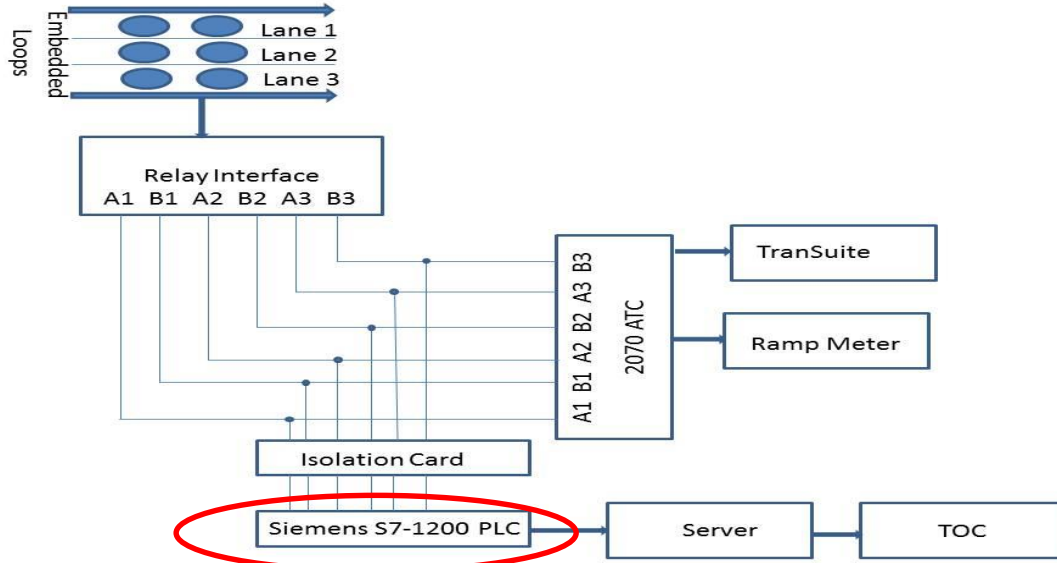 Embedded
Loops
Lane 1
Lane 2
Lane 3
Relay Interface
A1 B1 A2 B2 A3 B3
A1 B1 A2 B2 A3 B3
2070 ATC
TranSuite
Ramp Meter
Isolation Card
Siemens S7-1200 PLC
Server
TOC